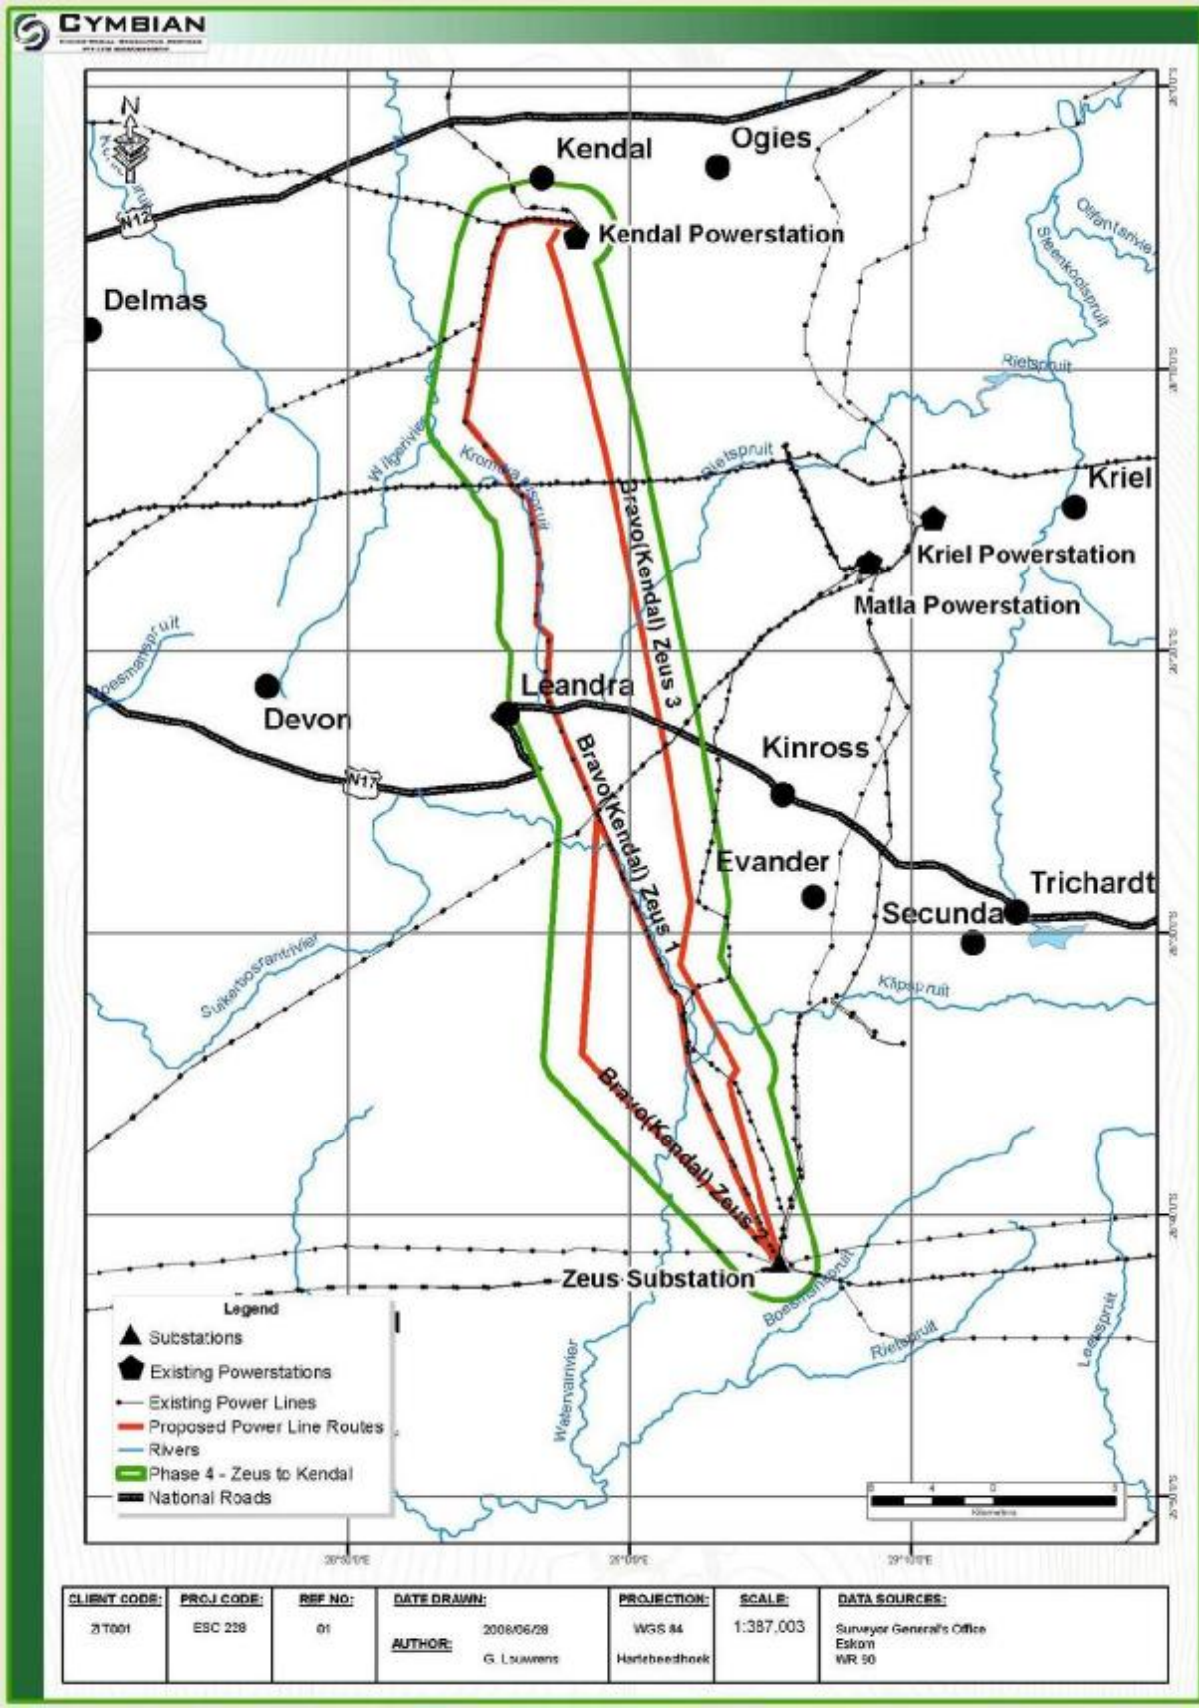 CYMBIAN
N
Kendal
Ogies
N12
Kendal Powerstation
Olifantsrivier
Steenkoolspruit
Delmas
Rietspruit
Wilgerivier
Rietspruit
Kriel
Bravo(Kendal) Zeus 3
Kriel Powerstation
Matla Powerstation
Boesmanspruit
Leandra
Devon
Kinross
N17
Bravo(Kendal) Zeus 1
Evander
Trichardt
Secunda
Suikerbosrantrivier
Klipspruit
Bravo(Kendal) Zeus 2
Zeus Substation
Boesmanspruit
Rietspruit
Leeuspruit
Watervalrivier
Legend
Substations
Existing Powerstations
Existing Power Lines
Proposed Power Line Routes
Rivers
Phase 4 - Zeus to Kendal
National Roads
Kilometers
29°10'0"E
CLIENT CODE:
ZIT001
PROJ CODE:
ESC 228
REF NO:
01
DATE DRAWN:
2008/06/28
AUTHOR:
G. Louwrens
PROJECTION:
WGS 84
Hartebeesthoek
SCALE:
1:387,003
DATA SOURCES:
Surveyor General's Office
Eskom
WR 90